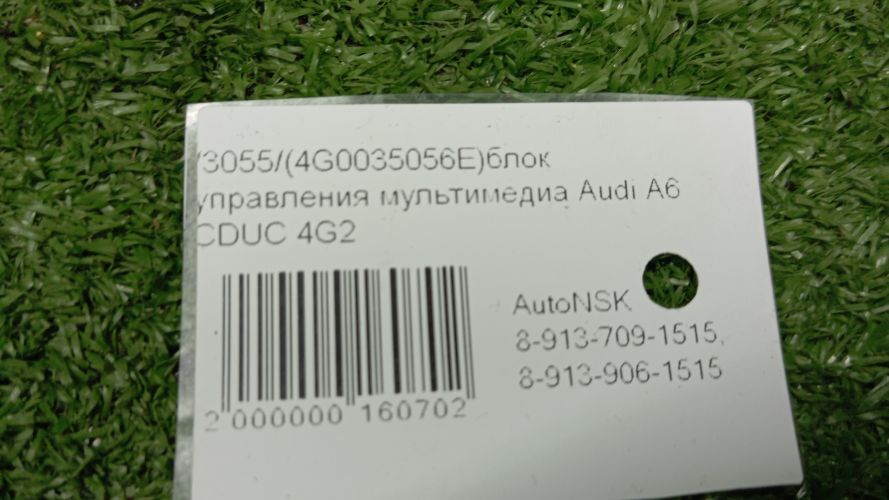 /3055/(4G0035056E)блок
управления мультимедиа Audi A6
CDUC 4G2
AutoNSK
8-913-709-1515,
8-913-906-1515
2 000000 160702